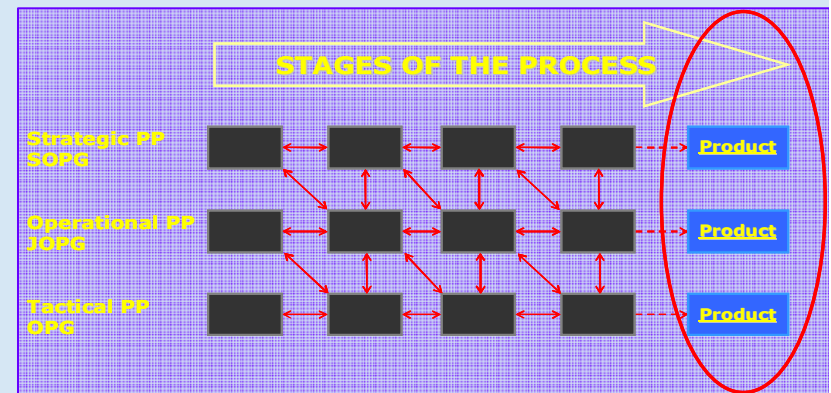 STAGES OF THE PROCESS
Strategic PP
SOPG
Product
Operational PP
JOPG
Product
Tactical PP
OPG
Product